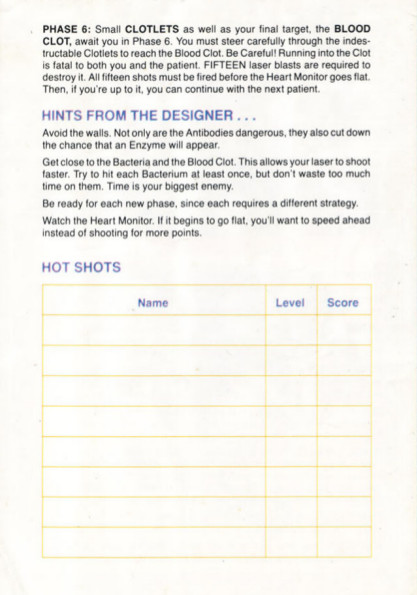 PHASE 6: Small CLOTLETS as well as your final target, the BLOOD
CLOT, await you in Phase 6. You must steer carefully through the indes-
tructable Clotlets to reach the Blood Clot. Be Careful! Running into the Clot
is fatal to both you and the patient. FIFTEEN laser blasts are required to
destroy it. All fifteen shots must be fired before the Heart Monitor goes flat.
Then, if you're up to it, you can continue with the next patient.
HINTS FROM THE DESIGNER . . .
Avoid the walls. Not only are the Antibodies dangerous, they also cut down
the chance that an Enzyme will appear.
Get close to the Bacteria and the Blood Clot. This allows your laser to shoot
faster. Try to hit each Bacterium at least once, but don't waste too much
time on them. Time is your biggest enemy.
Be ready for each new phase, since each requires a different strategy.
Watch the Heart Monitor. If it begins to go flat, you'll want to speed ahead
instead of shooting for more points.
HOT SHOTS
Name Level Score